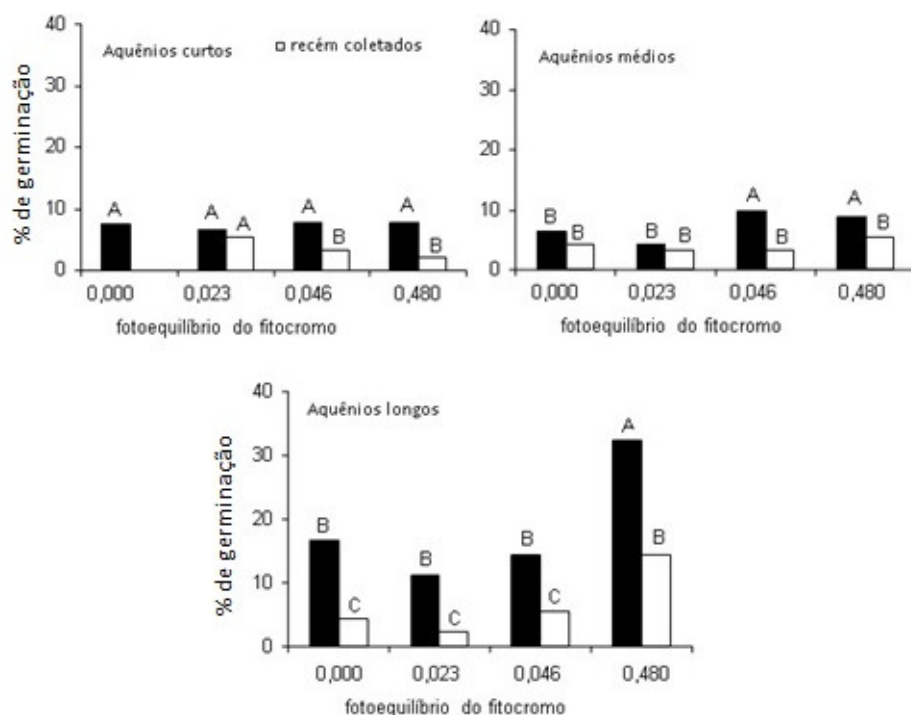 Aquênios curtos
recém coletados
% de germinação
40
30
20
10
0
A
A A
A B
A B
0,000 0,023 0,046 0,480
fotoequilíbrio do fitocromo
Aquênios médios
40
30
20
10
0
B B
B B
A B
A B
0,000 0,023 0,046 0,480
fotoequilíbrio do fitocromo
Aquênios longos
% de germinação
40
30
20
10
0
B C
B C
B C
A B
0,000 0,023 0,046 0,480
fotoequilíbrio do fitocromo